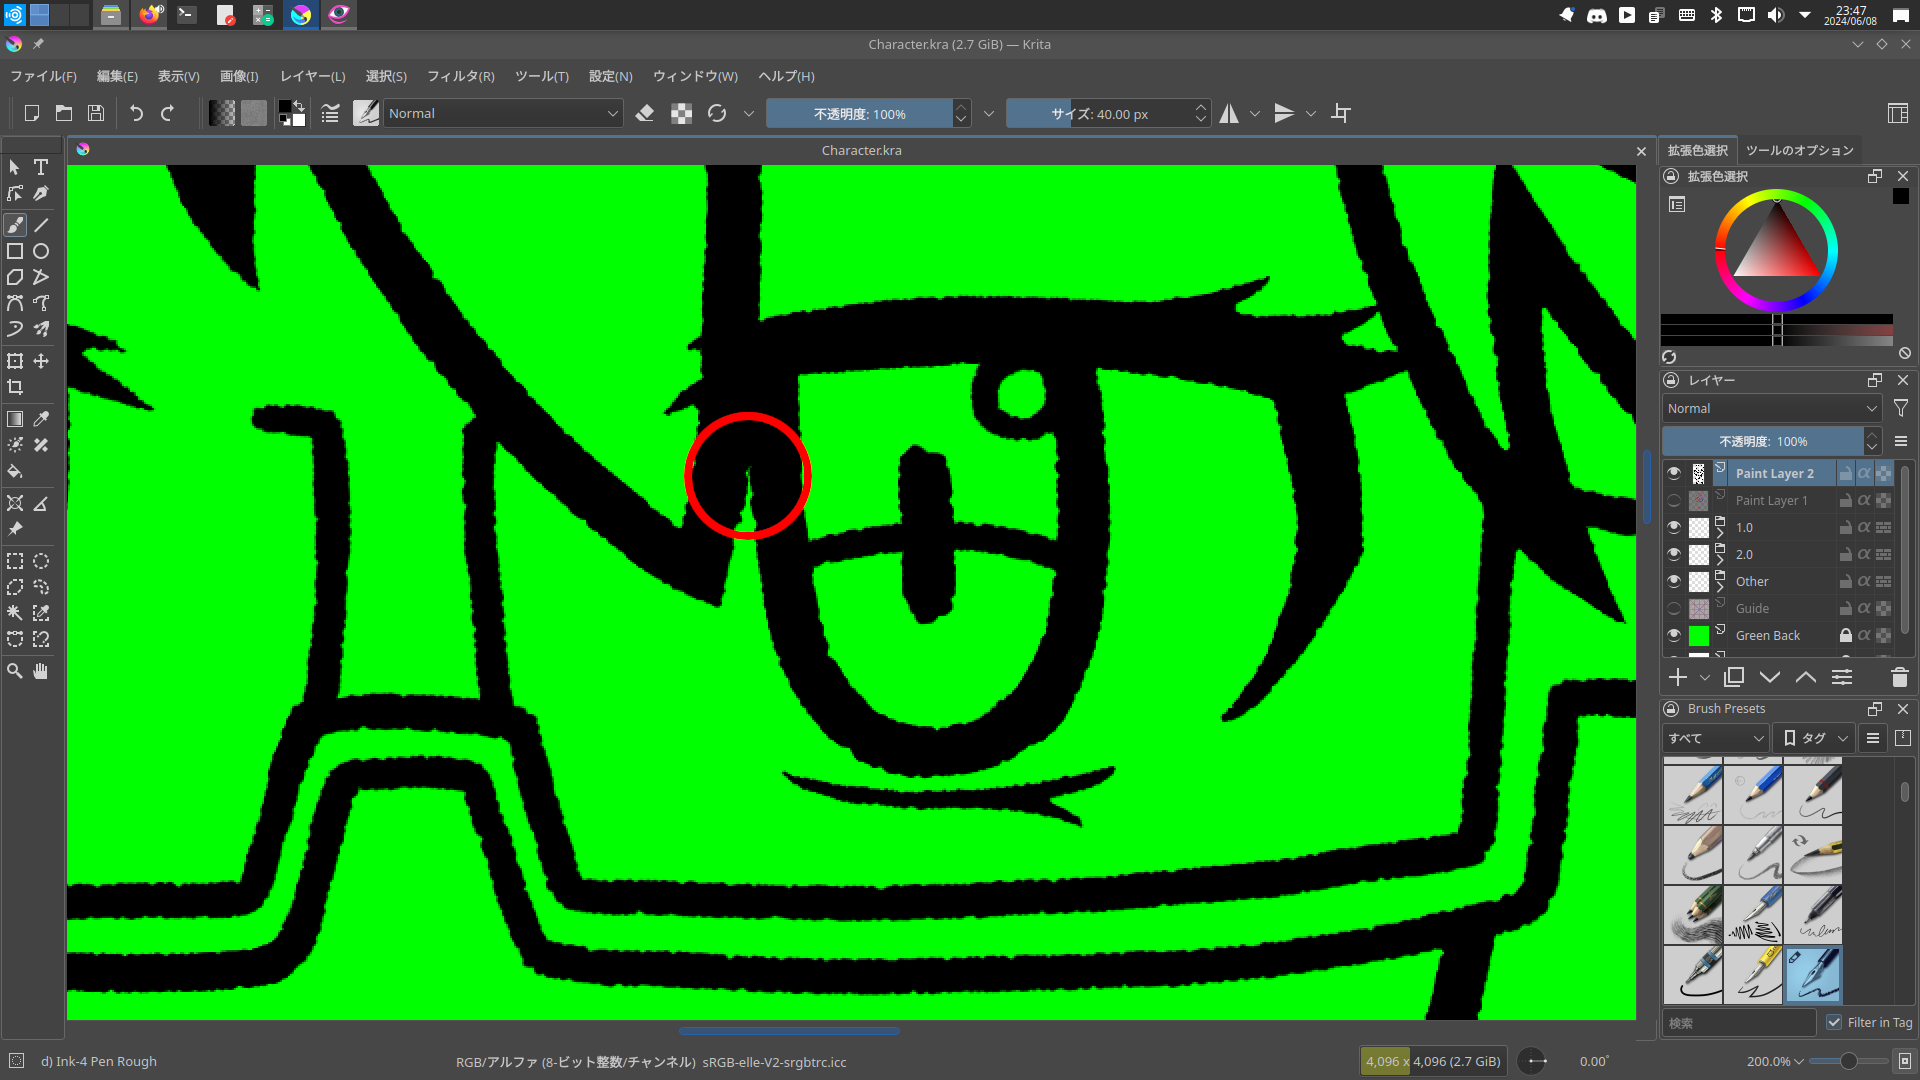 23:47
2024/06/08
Character.kra (2.7 GiB) — Krita
ファイル(F) 編集(E) 表示(V) 画像(I) レイヤー(L) 選択(S) フィルタ(R) ツール(T) 設定(N) ウィンドウ(W) ヘルプ(H)
Normal 不透明度: 100% サイズ: 40.00 px
Character.kra
拡張色選択 ツールのオプション
拡張色選択
レイヤー
Normal
不透明度: 100%
Paint Layer 2
Paint Layer 1
1.0
2.0
Other
Guide
Green Back
Brush Presets
すべて タグ
検索 Filter in Tag
d) Ink-4 Pen Rough RGB/アルファ (8-ビット整数/チャンネル) sRGB-elle-V2-srgbtrc.icc 4,096 x 4,096 (2.7 GiB) 0.00° 200.0%